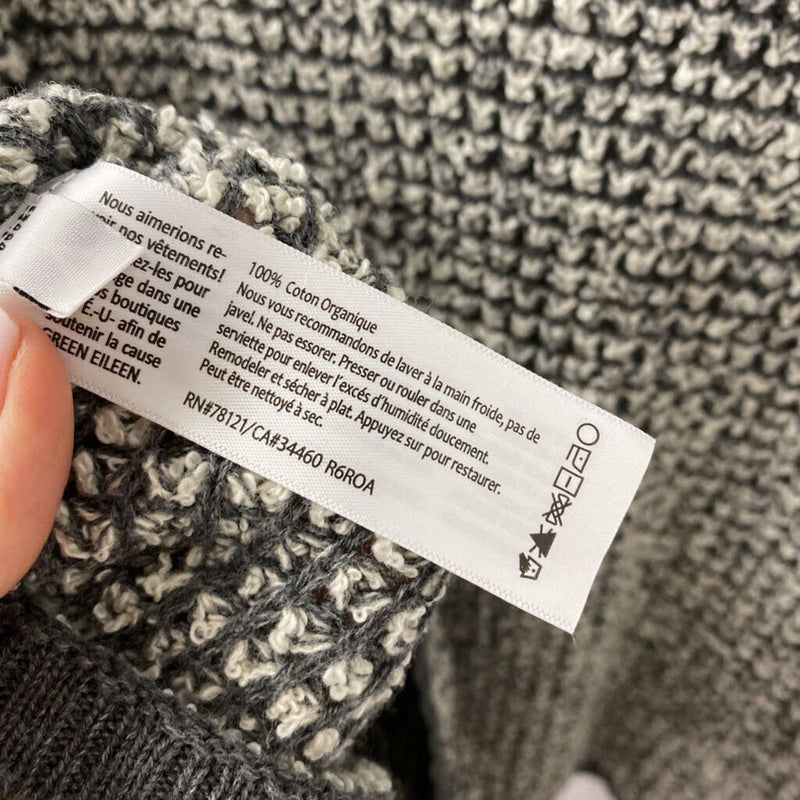 Nous aimerions re-
voir nos vêtements!
ez-les pour
ge dans une
s boutiques
É.-U- afin de
soutenir la cause
GREEN EILEEN.
100% Coton Organique
Nous vous recommandons de laver à la main froide, pas de
javel. Ne pas essorer. Presser ou rouler dans une
serviette pour enlever l'excés d'humidité doucement.
Remodeler et sécher à plat. Appuyez sur pour restaurer.
Peut être nettoyé à sec.
RN#78121/CA#34460 R6ROA